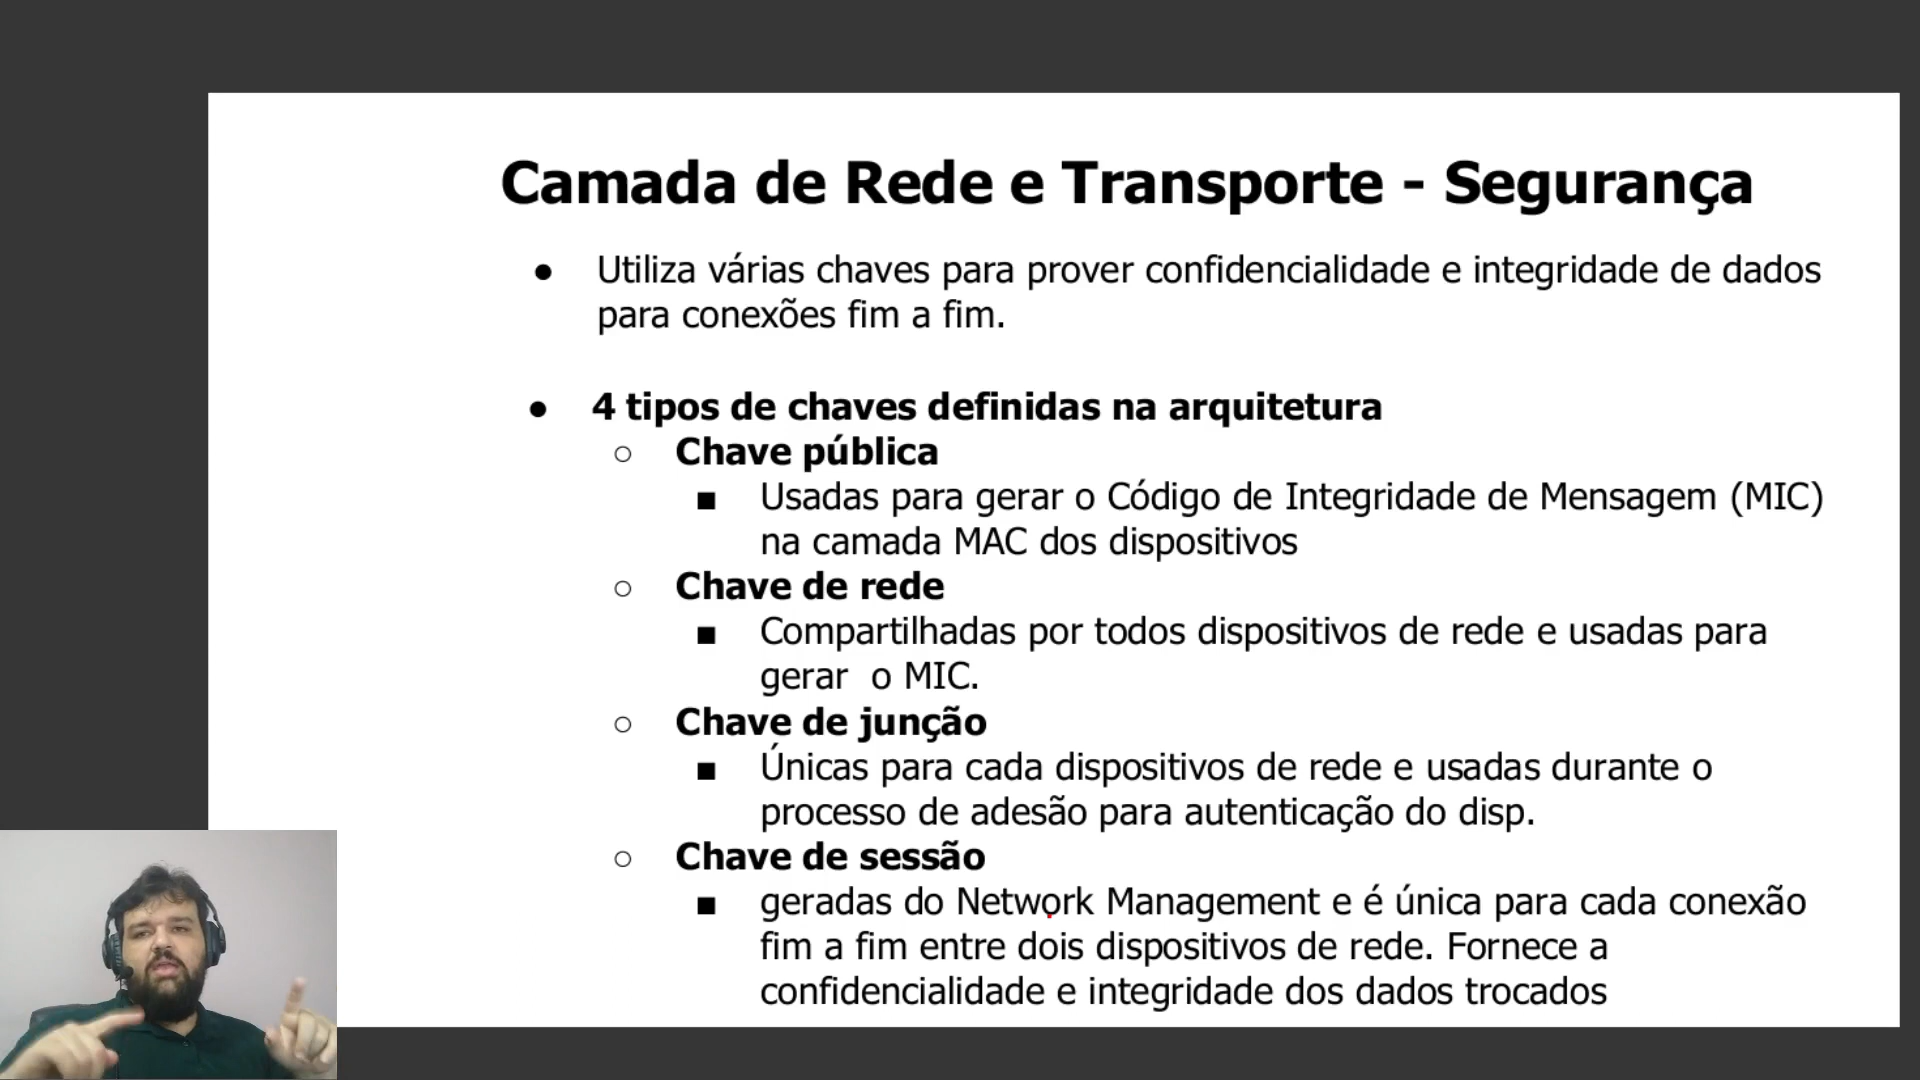 Camada de Rede e Transporte - Segurança
● Utiliza várias chaves para prover confidencialidade e integridade de dados
para conexões fim a fim.
● 4 tipos de chaves definidas na arquitetura
○ Chave pública
■ Usadas para gerar o Código de Integridade de Mensagem (MIC)
na camada MAC dos dispositivos
○ Chave de rede
■ Compartilhadas por todos dispositivos de rede e usadas para
gerar  o MIC.
○ Chave de junção
■ Únicas para cada dispositivos de rede e usadas durante o
processo de adesão para autenticação do disp.
○ Chave de sessão
■ geradas do Network Management e é única para cada conexão
fim a fim entre dois dispositivos de rede. Fornece a
confidencialidade e integridade dos dados trocados